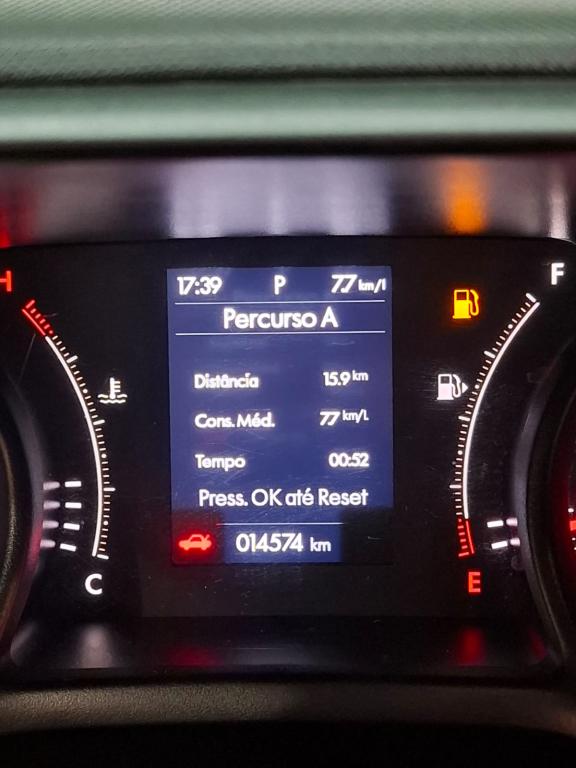 H
17:39 P 7.7 km/l
F
Percurso A
Distância 15.9 km
Cons. Méd. 7.7 km/L
Tempo 00:52
Press. OK até Reset
014574 km
C
E